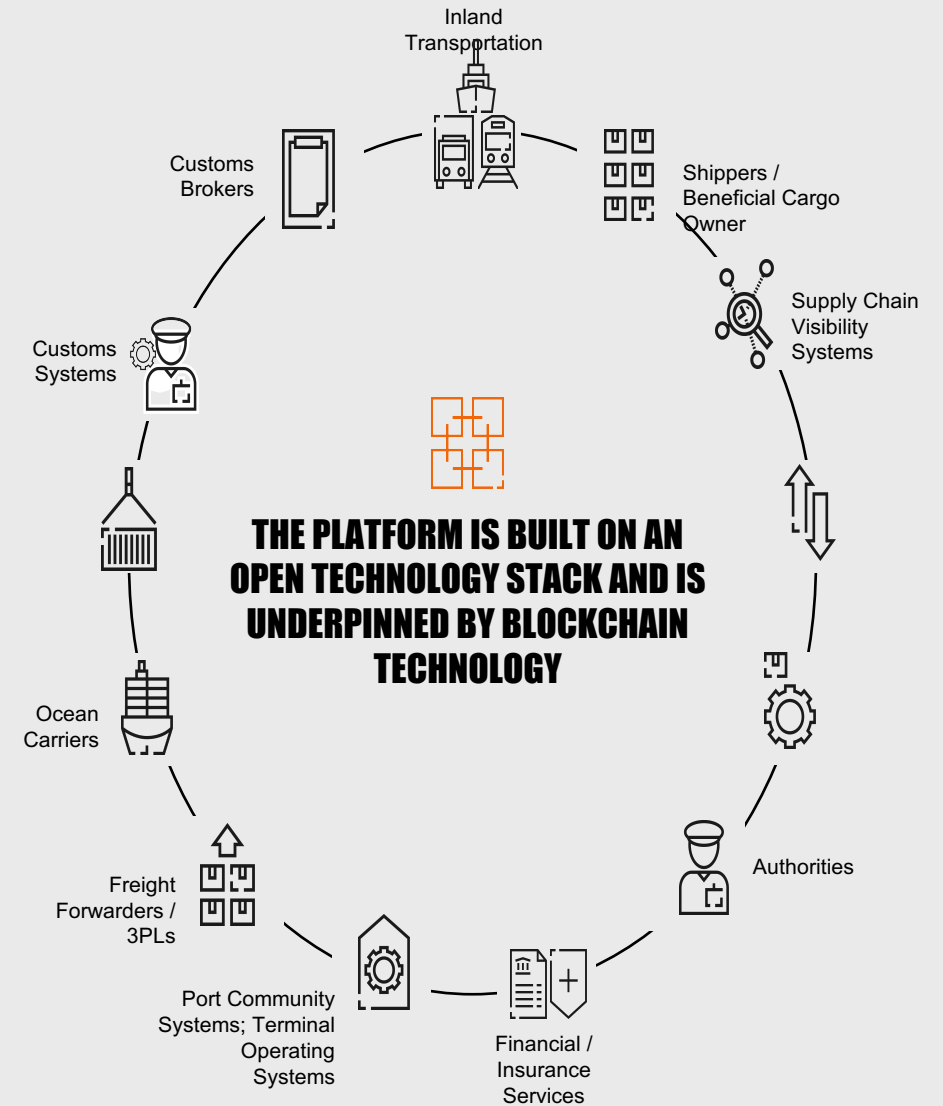 Inland
Transportation
Customs
Brokers
Shippers /
Beneficial Cargo
Owner
Supply Chain
Visibility
Systems
Customs
Systems
THE PLATFORM IS BUILT ON AN
OPEN TECHNOLOGY STACK AND IS
UNDERPINNED BY BLOCKCHAIN
TECHNOLOGY
Ocean
Carriers
Authorities
Freight
Forwarders /
3PLs
Port Community
Systems; Terminal
Operating
Systems
Financial /
Insurance
Services